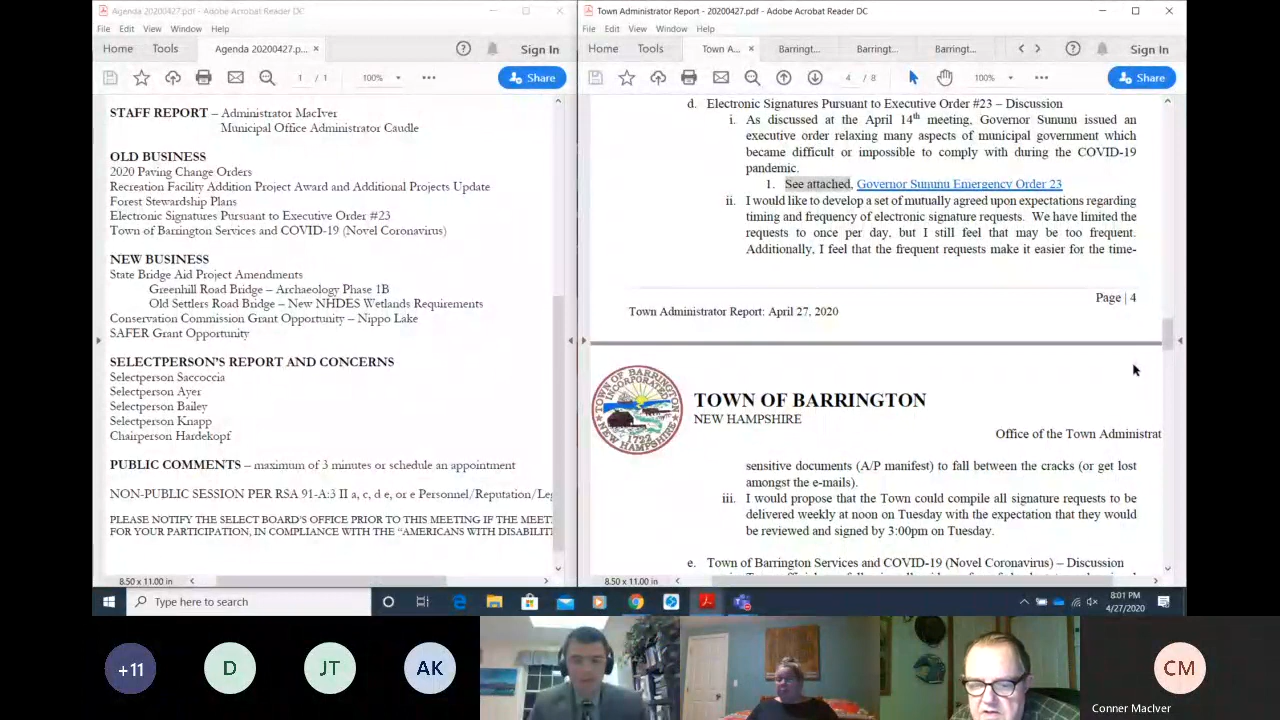 Agenda 20200427.pdf - Adobe Acrobat Reader DC
File Edit View Window Help
Home Tools Agenda 20200427.p... × Sign In
1 / 1 100% Share
STAFF REPORT – Administrator MacIver
Municipal Office Administrator Caudle
OLD BUSINESS
2020 Paving Change Orders
Recreation Facility Addition Project Award and Additional Projects Update
Forest Stewardship Plans
Electronic Signatures Pursuant to Executive Order #23
Town of Barrington Services and COVID-19 (Novel Coronavirus)
NEW BUSINESS
State Bridge Aid Project Amendments
Greenhill Road Bridge – Archaeology Phase 1B
Old Settlers Road Bridge – New NHDES Wetlands Requirements
Conservation Commission Grant Opportunity – Nippo Lake
SAFER Grant Opportunity
SELECTPERSON'S REPORT AND CONCERNS
Selectperson Saccoccia
Selectperson Ayer
Selectperson Bailey
Selectperson Knapp
Chairperson Hardekopf
PUBLIC COMMENTS – maximum of 3 minutes or schedule an appointment
NON-PUBLIC SESSION PER RSA 91-A:3 II a, c, d e, or e Personnel/Reputation/Leg
PLEASE NOTIFY THE SELECT BOARD'S OFFICE PRIOR TO THIS MEETING IF THE MEET
FOR YOUR PARTICIPATION, IN COMPLIANCE WITH THE "AMERICANS WITH DISABILIT
8.50 x 11.00 in
Town Administrator Report - 20200427.pdf - Adobe Acrobat Reader DC
File Edit View Window Help
Home Tools Town A... × Barringt... Barringt... Barringt... Sign In
4 / 8 100% Share
d. Electronic Signatures Pursuant to Executive Order #23 – Discussion
i. As discussed at the April 14th meeting, Governor Sununu issued an
executive order relaxing many aspects of municipal government which
became difficult or impossible to comply with during the COVID-19
pandemic.
1. See attached, Governor Sununu Emergency Order 23
ii. I would like to develop a set of mutually agreed upon expectations regarding
timing and frequency of electronic signature requests. We have limited the
requests to once per day, but I still feel that may be too frequent.
Additionally, I feel that the frequent requests make it easier for the time-
Page | 4
Town Administrator Report: April 27, 2020
TOWN OF BARRINGTON
INCORPORATED
1722
NEW HAMPSHIRE
TOWN OF BARRINGTON
NEW HAMPSHIRE
Office of the Town Administrat
sensitive documents (A/P manifest) to fall between the cracks (or get lost
amongst the e-mails).
iii. I would propose that the Town could compile all signature requests to be
delivered weekly at noon on Tuesday with the expectation that they would
be reviewed and signed by 3:00pm on Tuesday.
e. Town of Barrington Services and COVID-19 (Novel Coronavirus) – Discussion
8.50 x 11.00 in
Type here to search
8:01 PM
4/27/2020
+11 D JT AK CM
Conner MacIver